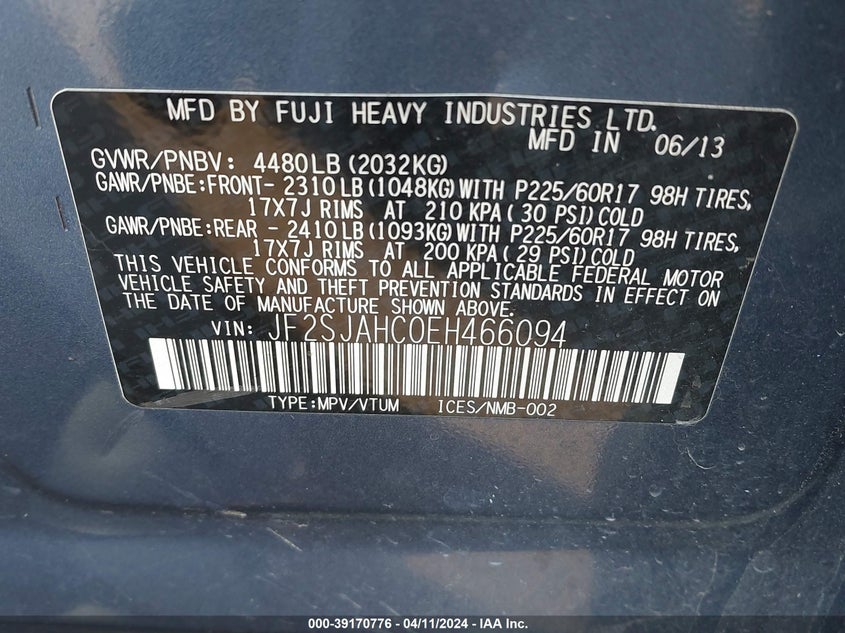 MFD BY FUJI HEAVY INDUSTRIES LTD.
MFD IN 06/13
GVWR/PNBV: 4480LB (2032KG)
GAWR/PNBE:FRONT- 2310LB (1048KG) WITH P225/60R17 98H TIRES,
17X7J RIMS AT 210 KPA ( 30 PSI) COLD
GAWR/PNBE:REAR - 2410LB (1093KG) WITH P225/60R17 98H TIRES,
17X7J RIMS AT 200 KPA ( 29 PSI) COLD
THIS VEHICLE CONFORMS TO ALL APPLICABLE FEDERAL MOTOR
VEHICLE SAFETY AND THEFT PREVENTION STANDARDS IN EFFECT ON
THE DATE OF MANUFACTURE SHOWN ABOVE.
VIN: JF2SJAHC0EH466094
TYPE:MPV/VTUM ICES/NMB-002
000-39170776 - 04/11/2024 - IAA Inc.